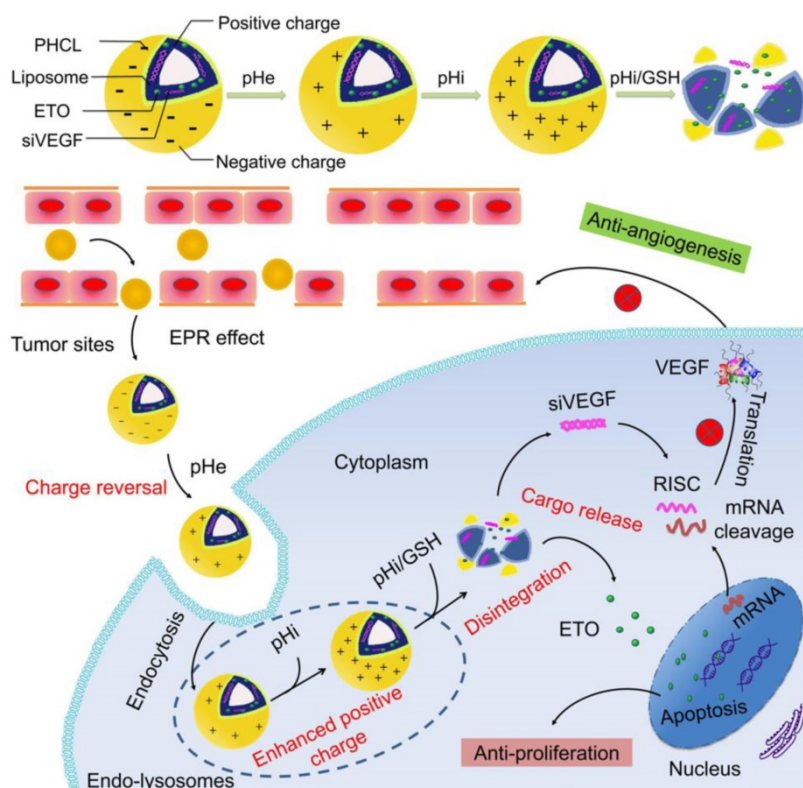 PHCL
Positive charge
Liposome
ETO
siVEGF
Negative charge
pHe
pHi
pHi/GSH
Anti-angiogenesis
Tumor sites
EPR effect
pHe
Charge reversal
VEGF
Translation
siVEGF
Cytoplasm
RISC
mRNA
cleavage
Cargo release
pHi/GSH
Disintegration
ETO
mRNA
Endocytosis
pHi
Enhanced positive
charge
Apoptosis
Anti-proliferation
Nucleus
Endo-lysosomes